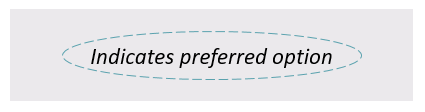 Indicates preferred option